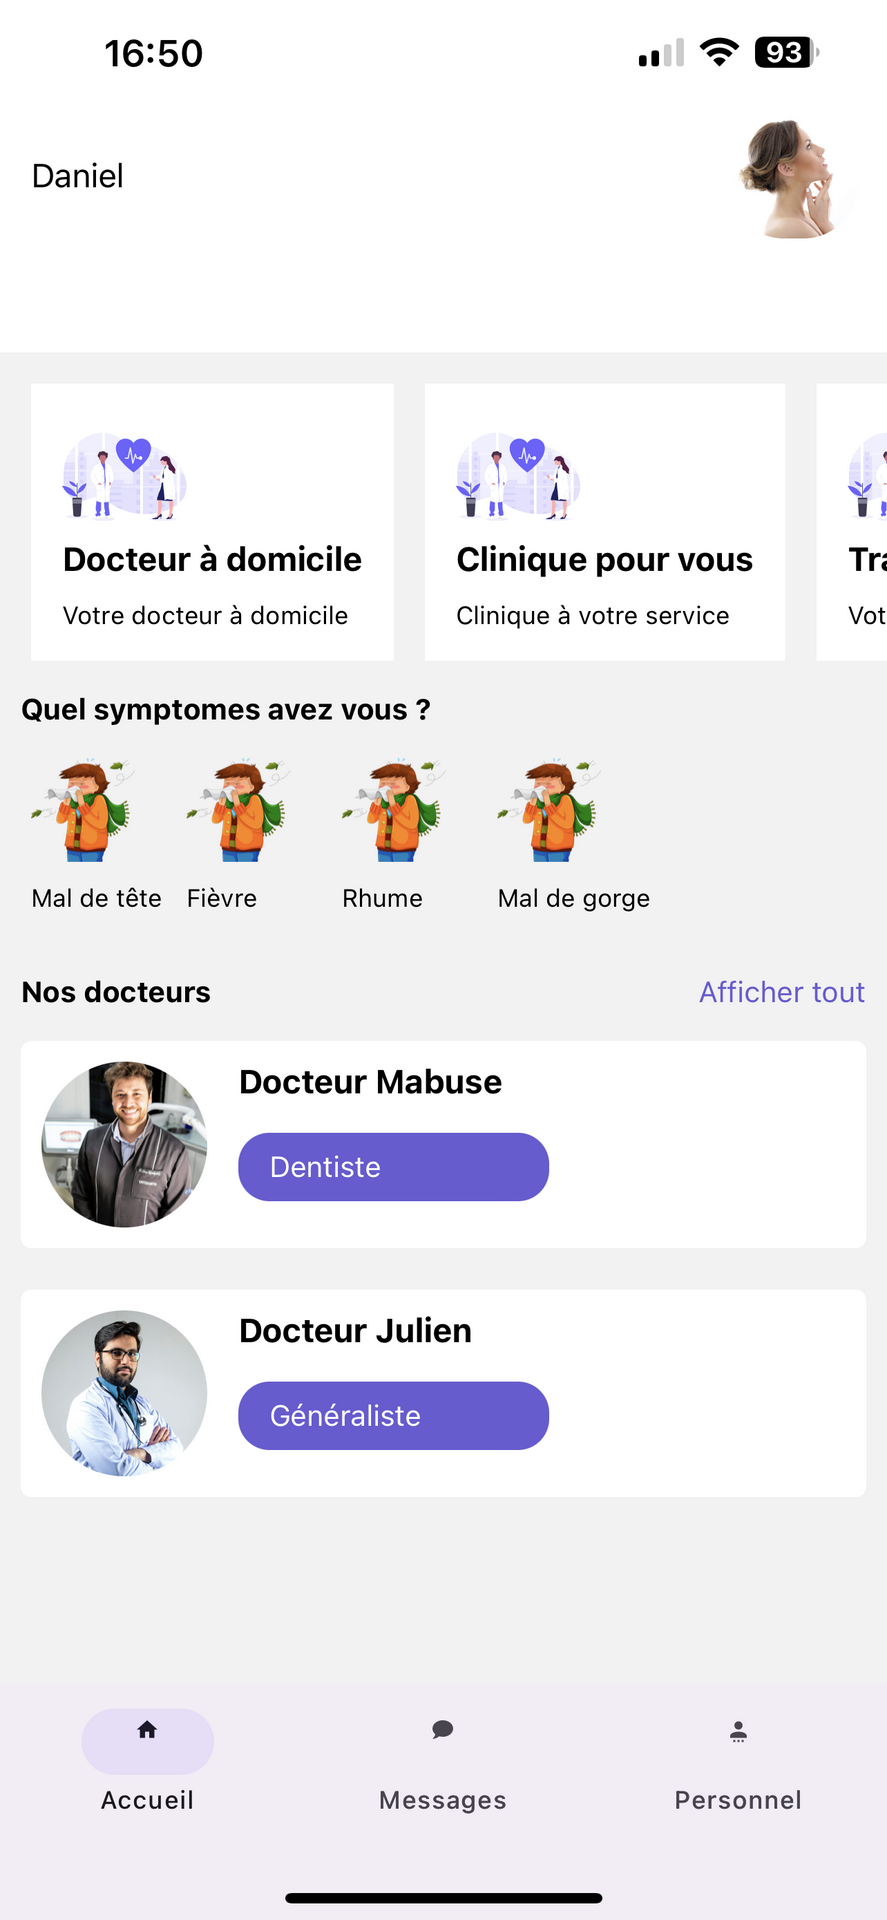 16:50
93
Daniel
Docteur à domicile
Votre docteur à domicile
Clinique pour vous
Clinique à votre service
Tra
Vot
Quel symptomes avez vous ?
Mal de tête
Fièvre
Rhume
Mal de gorge
Nos docteurs
Afficher tout
Docteur Mabuse
Dentiste
Docteur Julien
Généraliste
Accueil
Messages
Personnel